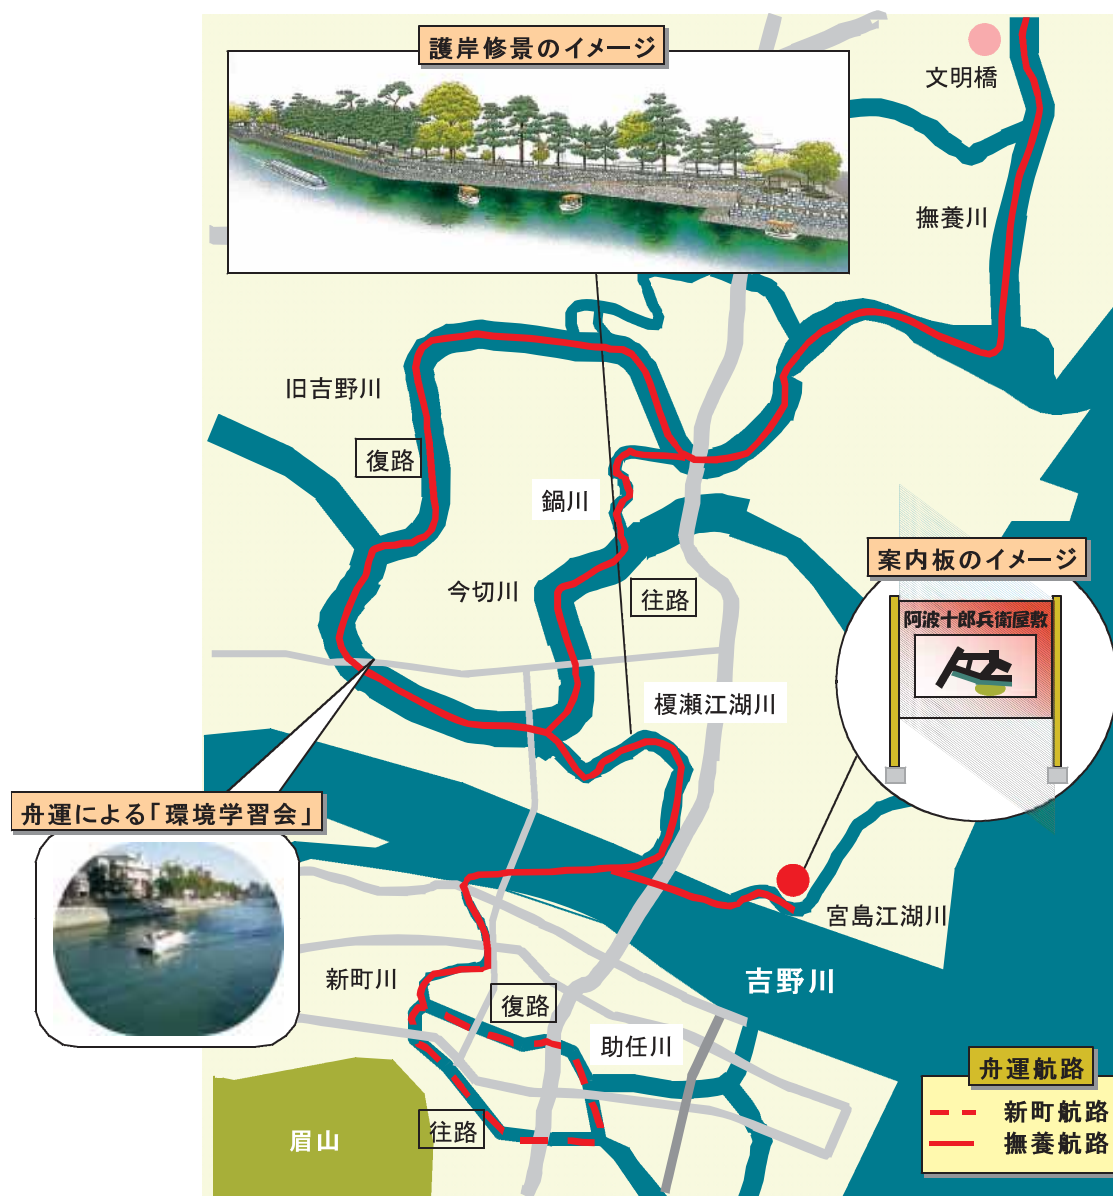 護岸修景のイメージ
文明橋
撫養川
旧吉野川
復路
鍋川
案内板のイメージ
今切川
往路
阿波十郎兵衛屋敷
榎瀬江湖川
舟運による「環境学習会」
宮島江湖川
新町川
吉野川
復路
助任川
舟運航路
新町航路
撫養航路
往路
眉山